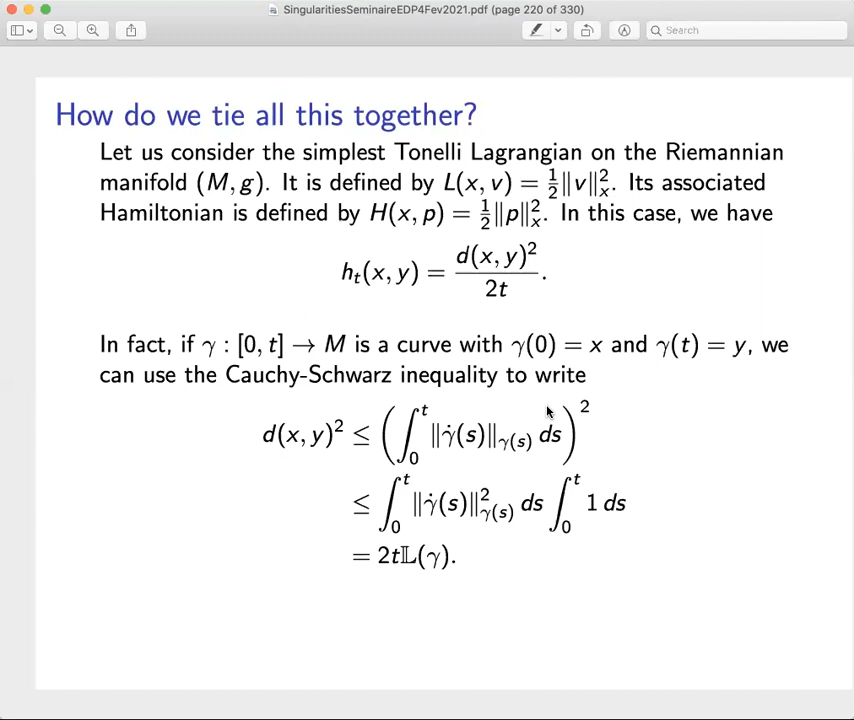 SingularitiesSeminaireEDP4Fev2021.pdf (page 220 of 330)
Search
How do we tie all this together?
Let us consider the simplest Tonelli Lagrangian on the Riemannian
manifold (M, g). It is defined by L(x, v) = ½‖v‖²ₓ. Its associated
Hamiltonian is defined by H(x, p) = ½‖p‖²ₓ. In this case, we have
hₜ(x, y) = d(x, y)² / 2t.
In fact, if γ : [0, t] → M is a curve with γ(0) = x and γ(t) = y, we
can use the Cauchy-Schwarz inequality to write
d(x, y)² ≤ (∫₀ᵗ ‖γ̇(s)‖_γ(s) ds)²
≤ ∫₀ᵗ ‖γ̇(s)‖²_γ(s) ds ∫₀ᵗ 1 ds
= 2t𝕃(γ).